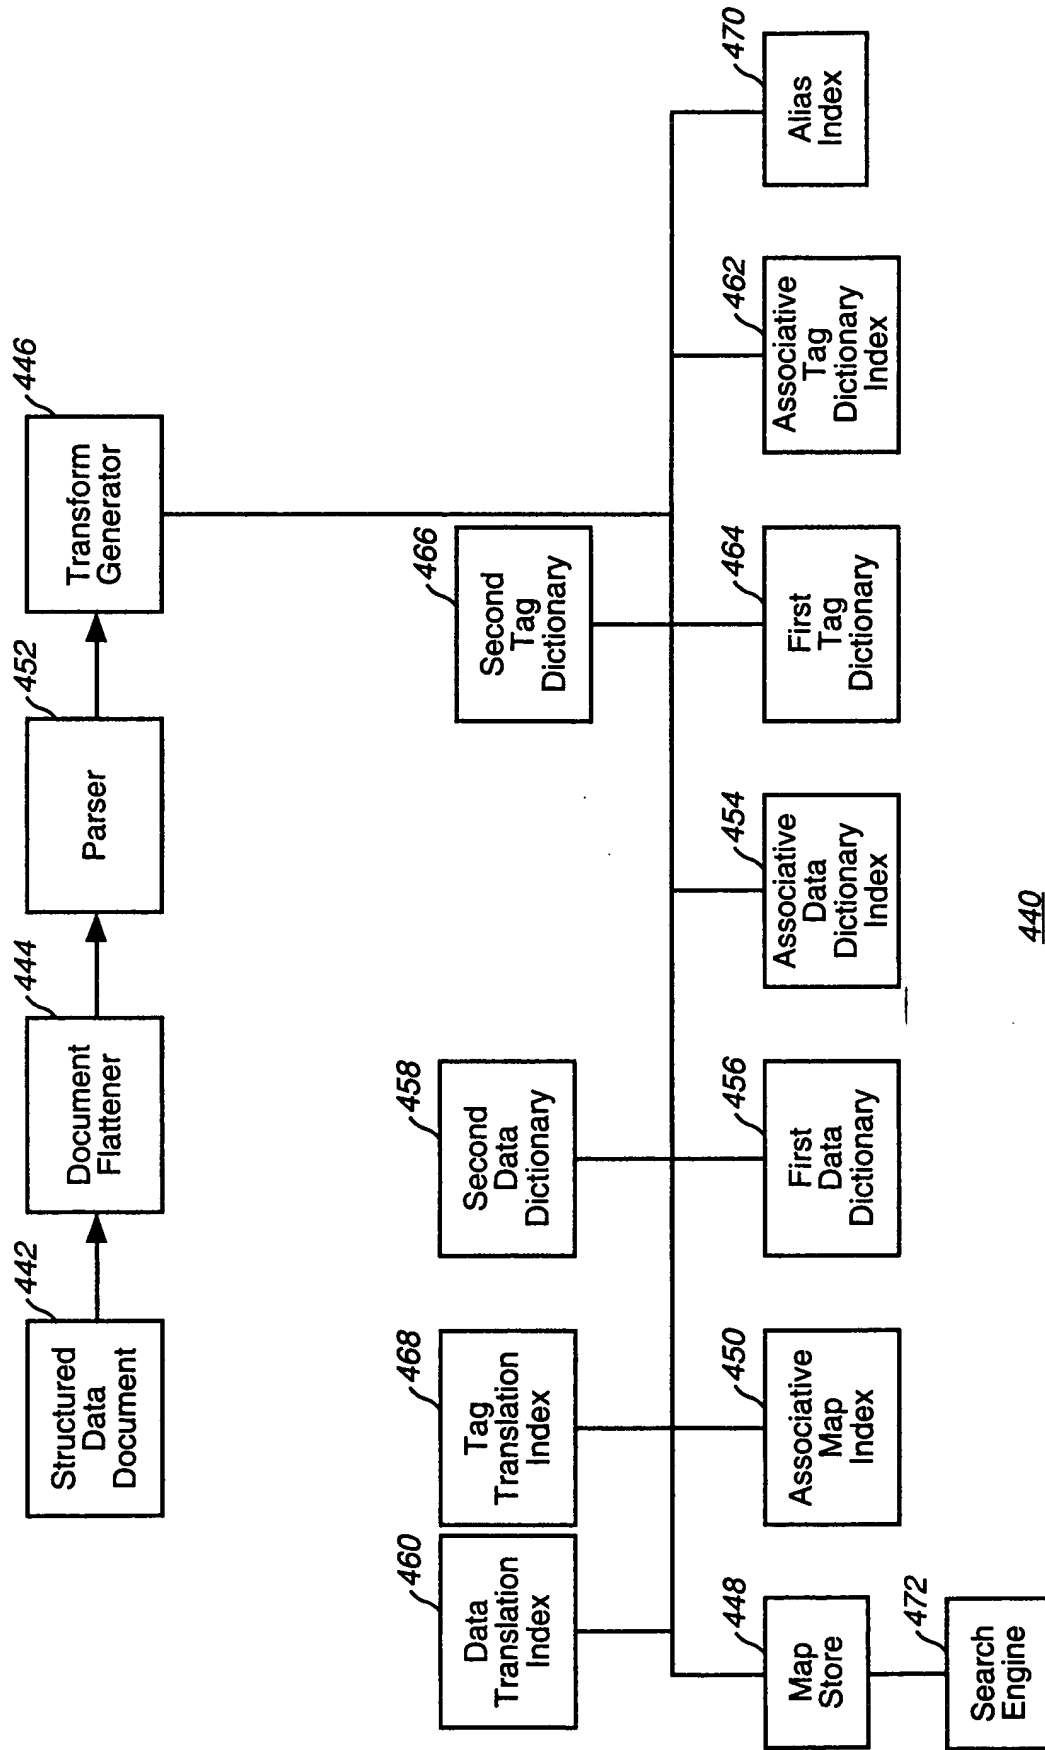 442
Structured
Data
Document
444
Document
Flattener
452
Parser
446
Transform
Generator
460
Data
Translation
Index
468
Tag
Translation
Index
458
Second
Data
Dictionary
466
Second
Tag
Dictionary
448
Map
Store
450
Associative
Map
Index
456
First
Data
Dictionary
454
Associative
Data
Dictionary
Index
464
First
Tag
Dictionary
462
Associative
Tag
Dictionary
Index
470
Alias
Index
472
Search
Engine
440